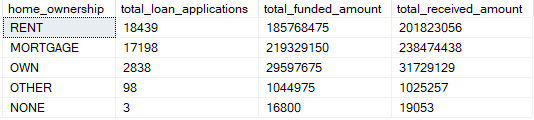 home_ownership total_loan_applications total_funded_amount total_received_amount
RENT 18439 185768475 201823056
MORTGAGE 17198 219329150 238474438
OWN 2838 29597675 31729129
OTHER 98 1044975 1025257
NONE 3 16800 19053